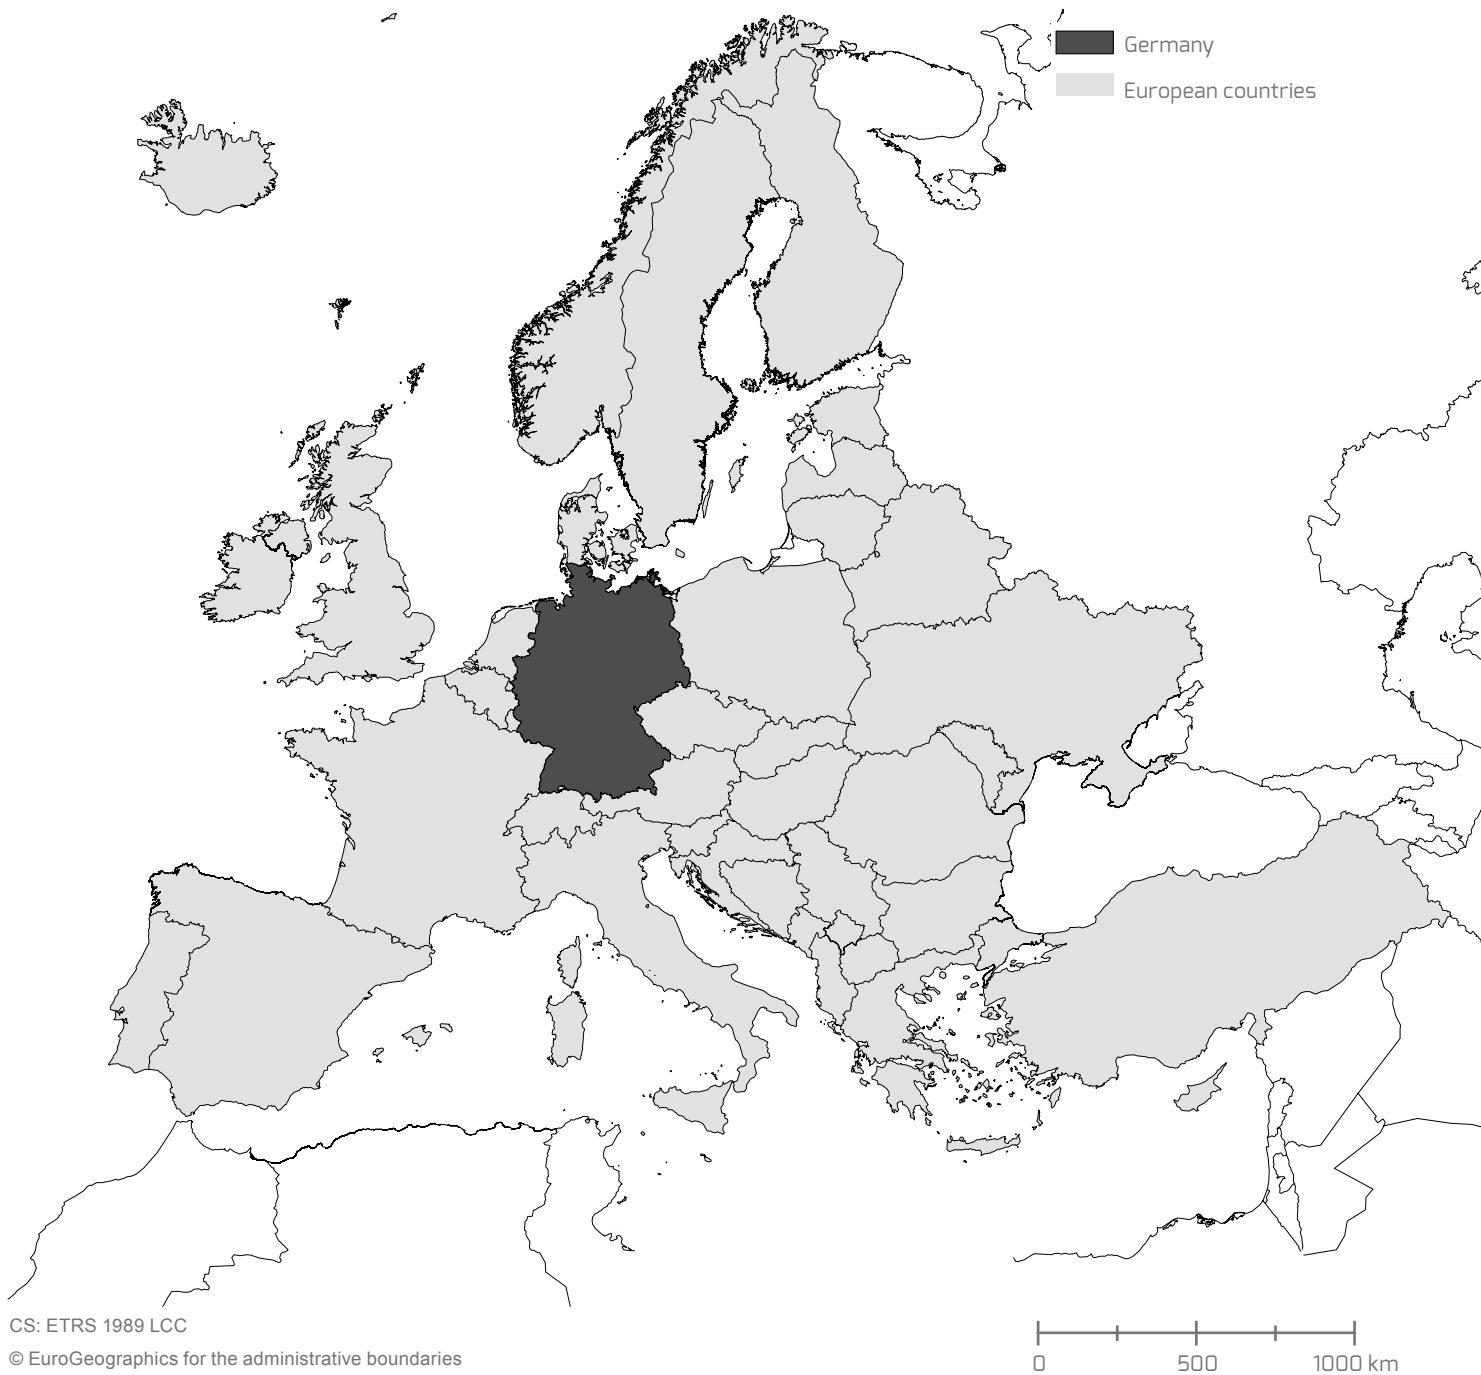 Germany
European countries
CS: ETRS 1989 LCC
© EuroGeographics for the administrative boundaries
0 500 1000 km